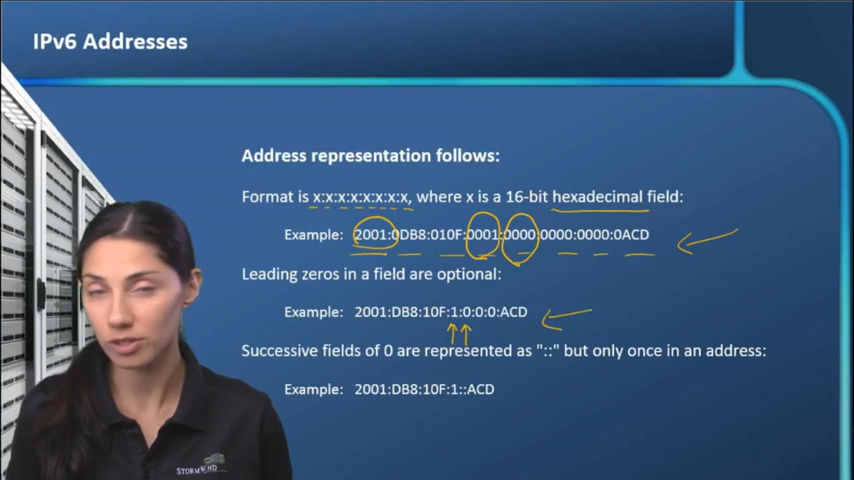 IPv6 Addresses
Address representation follows:
Format is x:x:x:x:x:x:x:x, where x is a 16-bit hexadecimal field:
Example: 2001:0DB8:010F:0001:0000:0000:0000:0ACD
Leading zeros in a field are optional:
Example: 2001:DB8:10F:1:0:0:0:ACD
Successive fields of 0 are represented as "::" but only once in an address:
Example: 2001:DB8:10F:1::ACD
STORMWIND